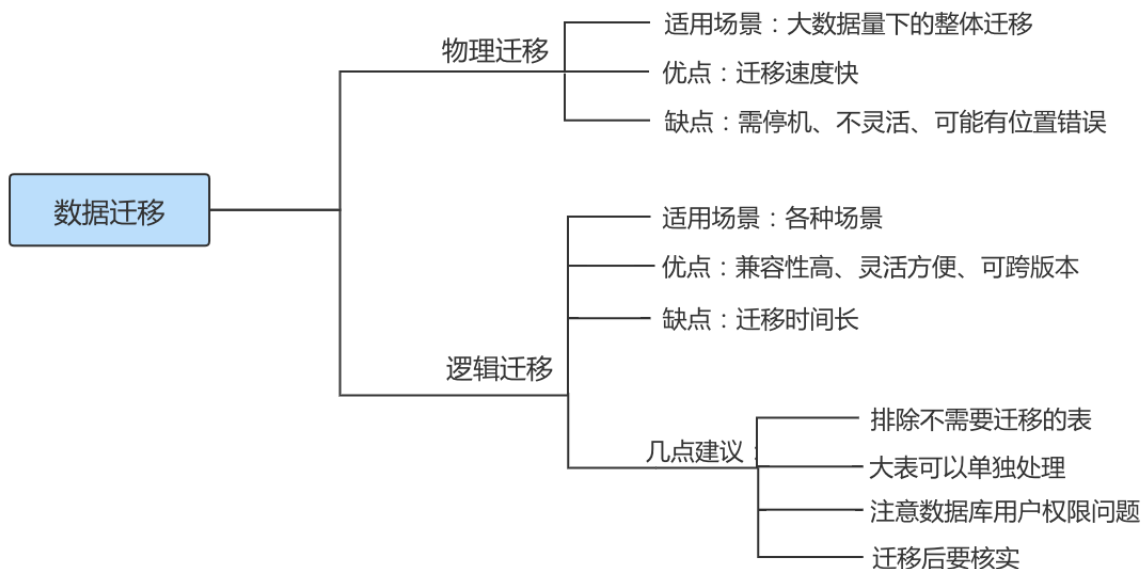 数据迁移
物理迁移
适用场景：大数据量下的整体迁移
优点：迁移速度快
缺点：需停机、不灵活、可能有位置错误
逻辑迁移
适用场景：各种场景
优点：兼容性高、灵活方便、可跨版本
缺点：迁移时间长
几点建议：
排除不需要迁移的表
大表可以单独处理
注意数据库用户权限问题
迁移后要核实